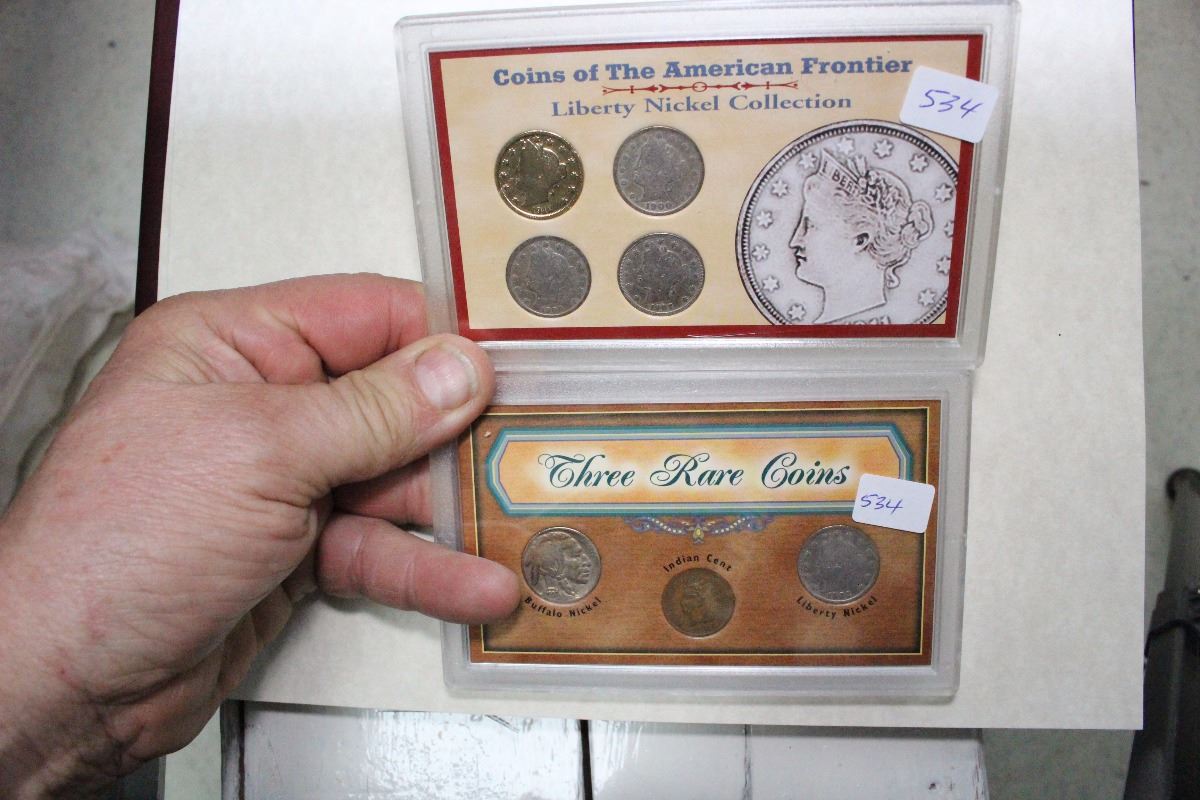 Coins of The American Frontier
Liberty Nickel Collection
534
LIBERT
1900
Three Rare Coins
534
Indian Cent
Buffalo Nickel
Liberty Nickel